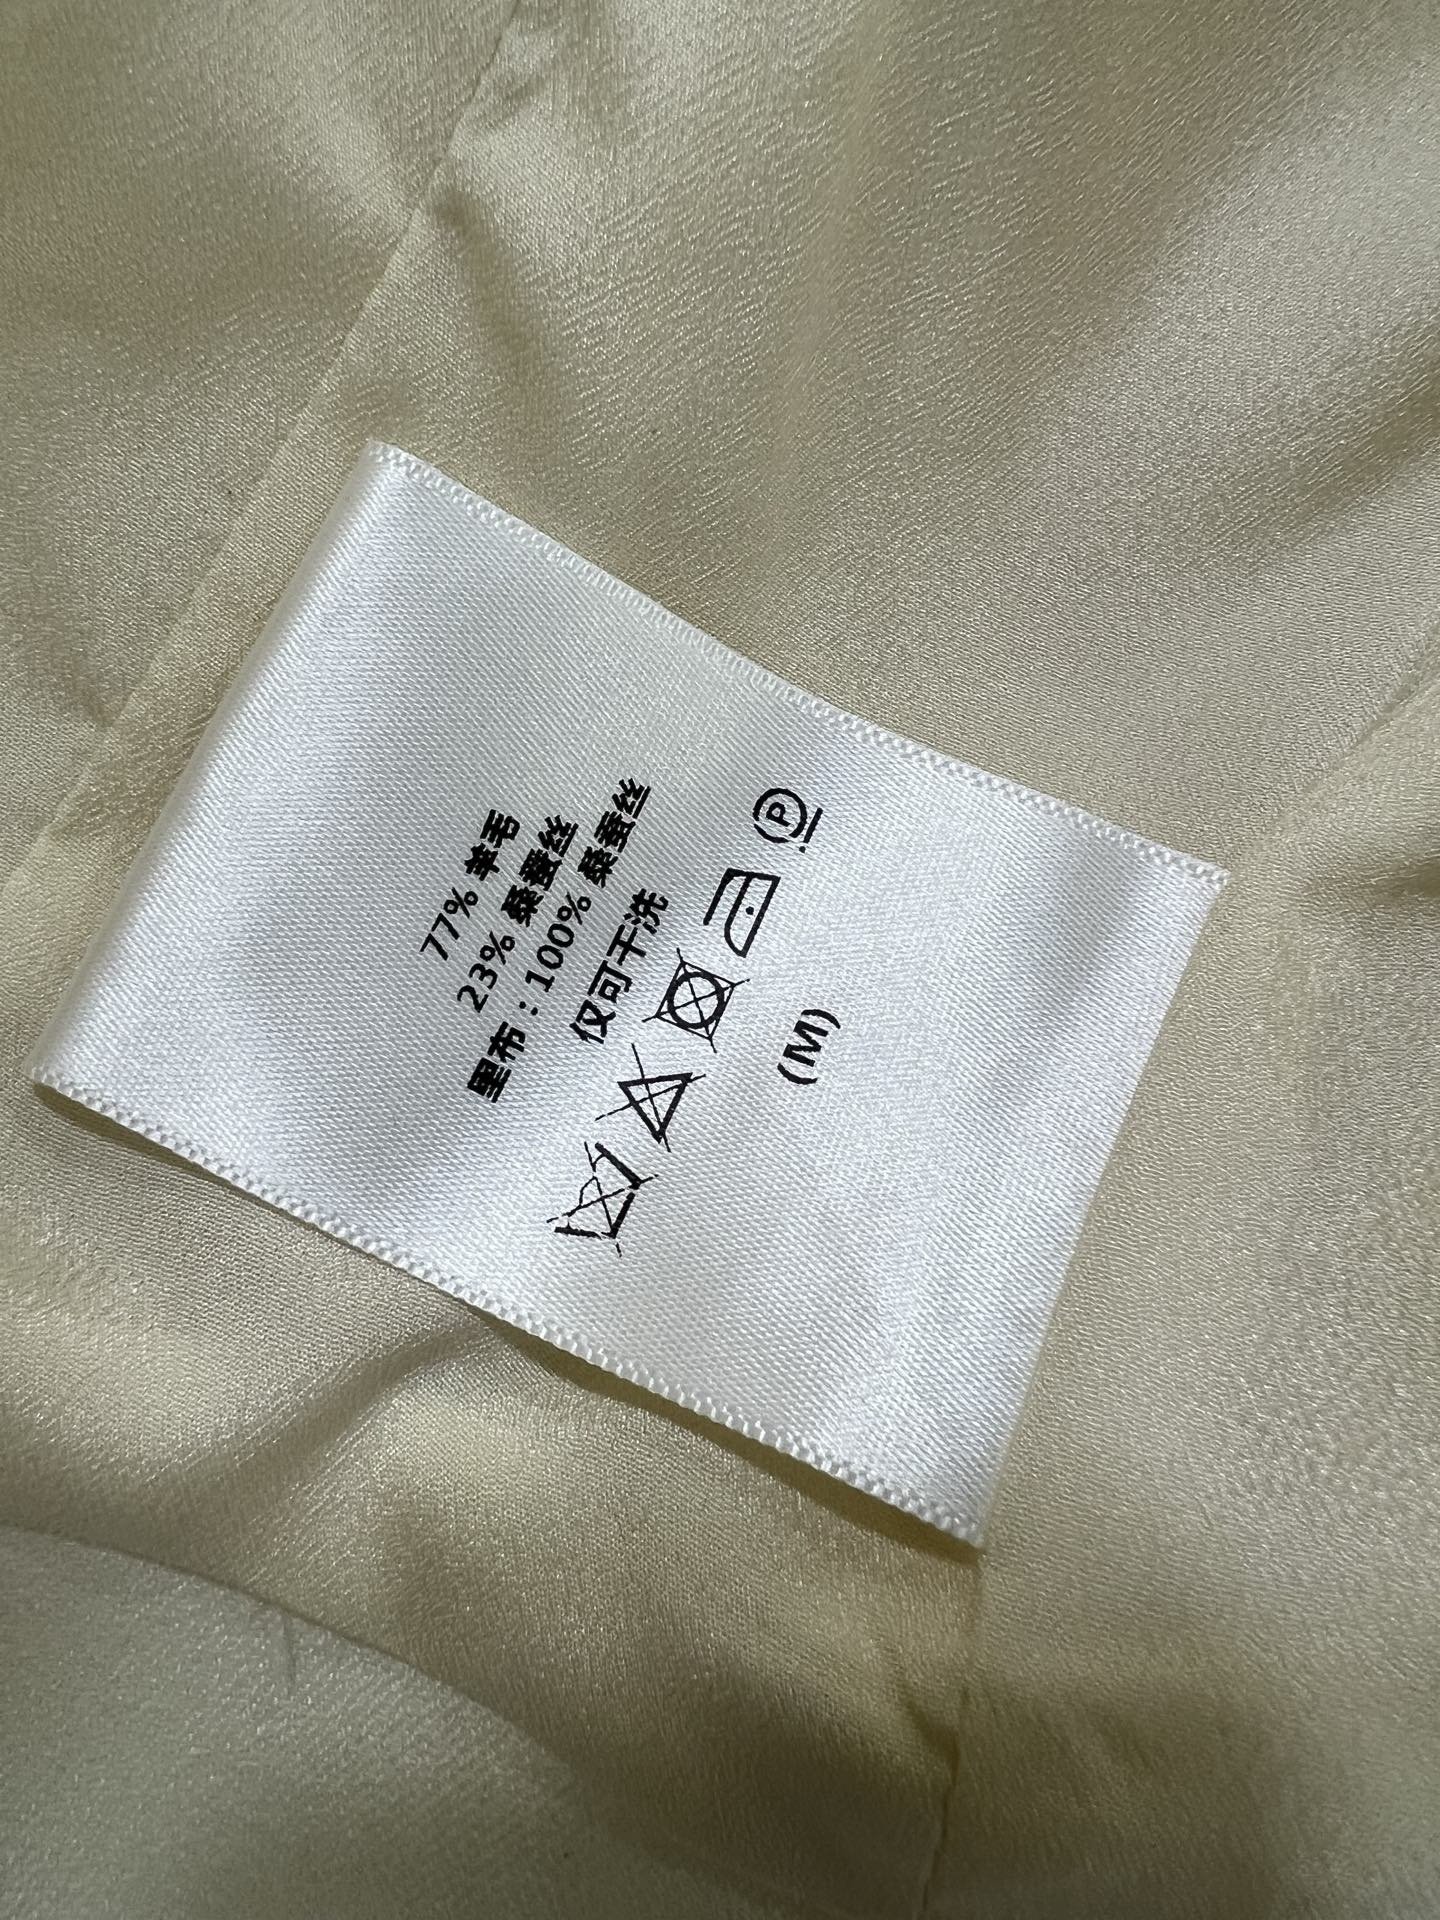 77% 羊毛
23% 桑蚕丝
里布：100% 桑蚕丝
仅可干洗
P
(M)